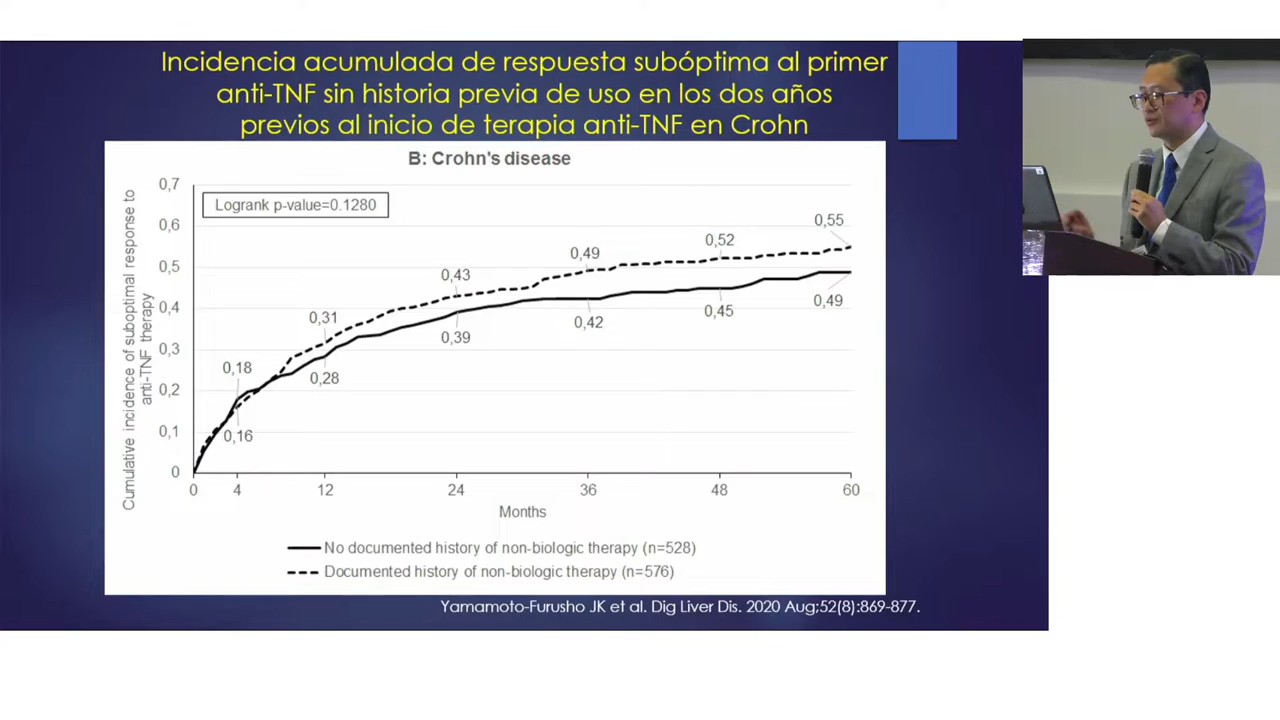 Incidencia acumulada de respuesta subóptima al primer
anti-TNF sin historia previa de uso en los dos años
previos al inicio de terapia anti-TNF en Crohn
B: Crohn's disease
Cumulative incidence of suboptimal response to
anti-TNF therapy
0,7
0,6
0,5
0,4
0,3
0,2
0,1
0
Logrank p-value=0.1280
0,18
0,31
0,43
0,49
0,52
0,55
0,16
0,28
0,39
0,42
0,45
0,49
0 4 12 24 36 48 60
Months
No documented history of non-biologic therapy (n=528)
Documented history of non-biologic therapy (n=576)
Yamamoto-Furusho JK et al. Dig Liver Dis. 2020 Aug;52(8):869-877.